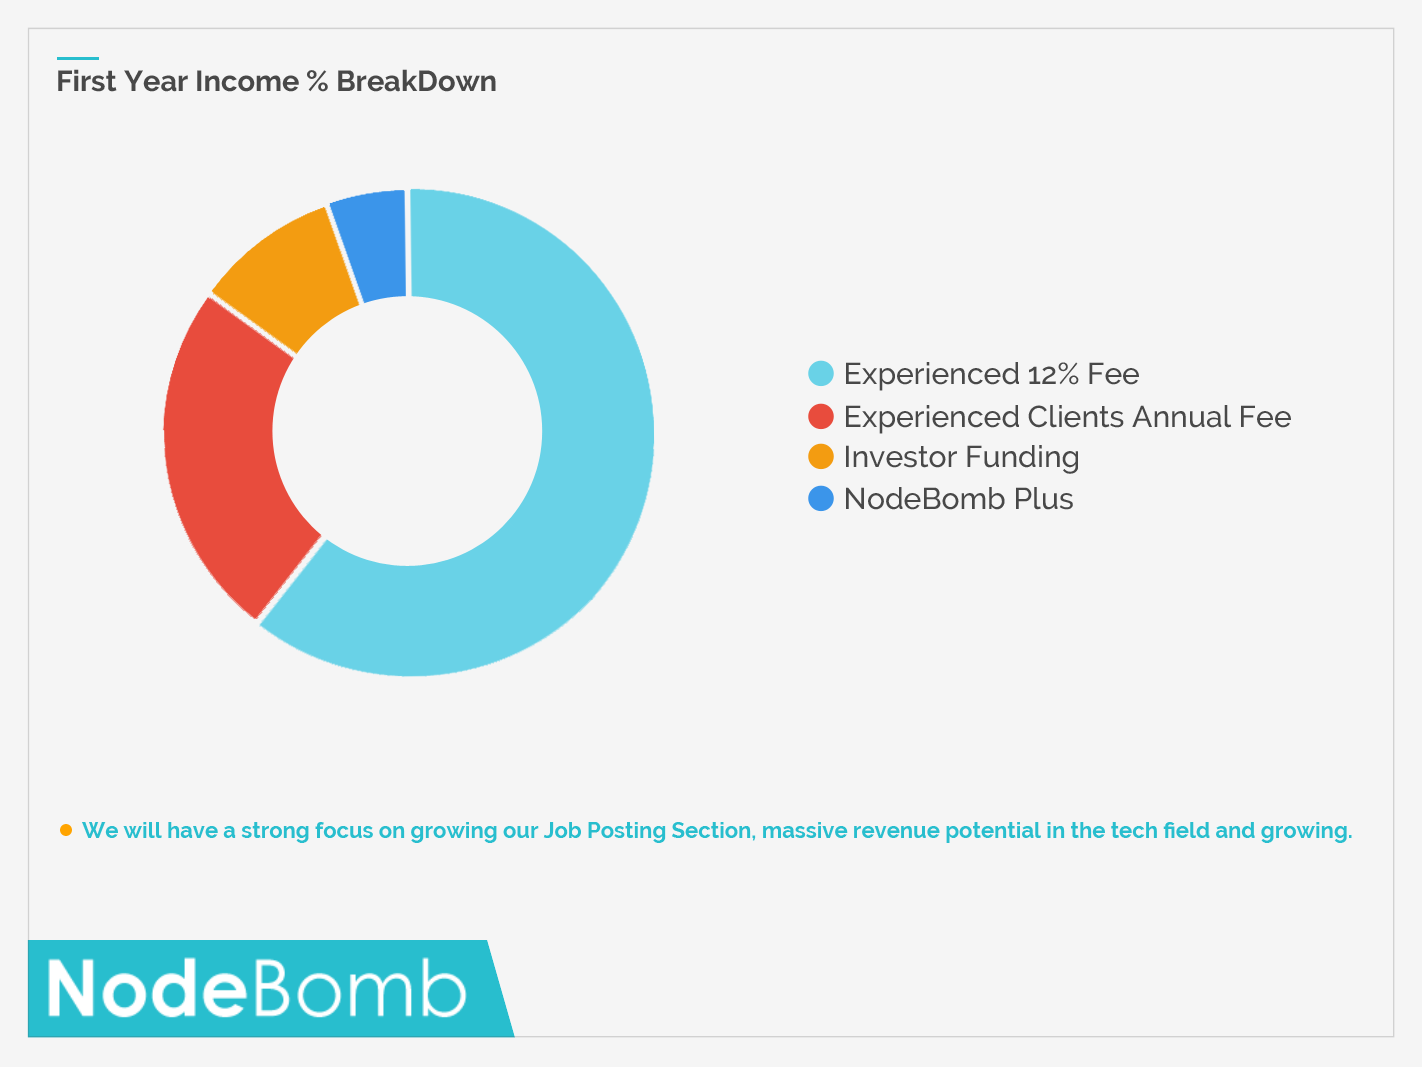 First Year Income % BreakDown
Experienced 12% Fee
Experienced Clients Annual Fee
Investor Funding
NodeBomb Plus
We will have a strong focus on growing our Job Posting Section, massive revenue potential in the tech field and growing.
NodeBomb